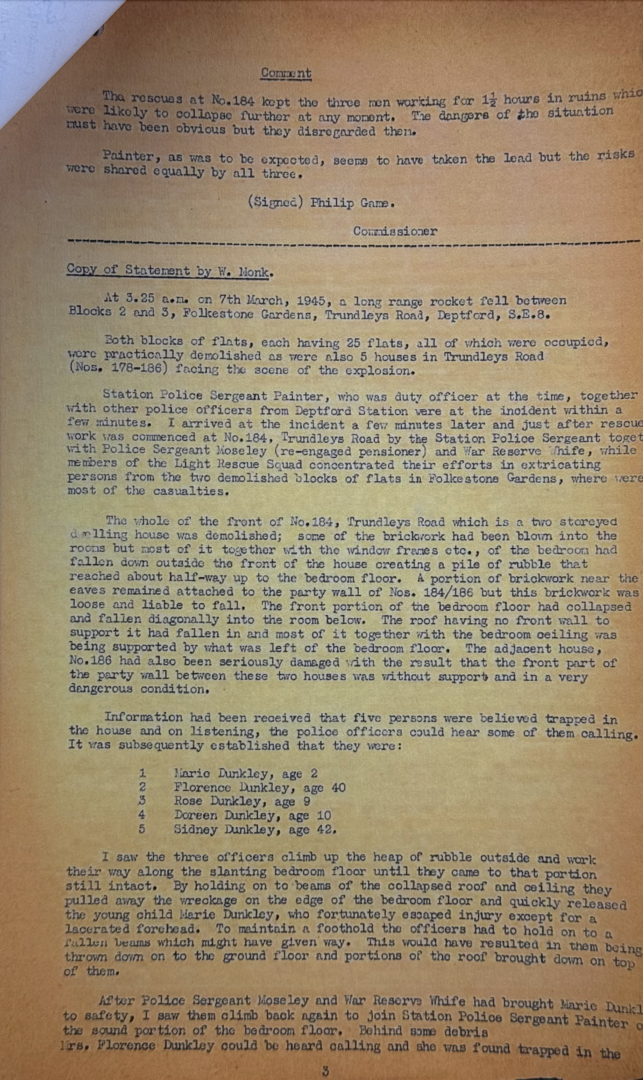 Comment
The rescues at No.184 kept the three men working for 1½ hours in ruins whic
were likely to collapse further at any moment. The dangers of the situation
must have been obvious but they disregarded them.
Painter, as was to be expected, seems to have taken the lead but the risks
were shared equally by all three.
(Signed) Philip Game.
Commissioner
Copy of Statement by W. Monk.
At 3.25 a.m. on 7th March, 1945, a long range rocket fell between
Blocks 2 and 3, Folkestone Gardens, Trundleys Road, Deptford, S.E.8.
Both blocks of flats, each having 25 flats, all of which were occupied,
were practically demolished as were also 5 houses in Trundleys Road
(Nos. 178-186) facing the scene of the explosion.
Station Police Sergeant Painter, who was duty officer at the time, together
with other police officers from Deptford Station were at the incident within a
few minutes. I arrived at the incident a few minutes later and just after rescue
work was commenced at No.184, Trundleys Road by the Station Police Sergeant toget
with Police Sergeant Moseley (re-engaged pensioner) and War Reserve Whife, while
members of the Light Rescue Squad concentrated their efforts in extricating
persons from the two demolished blocks of flats in Folkestone Gardens, where were
most of the casualties.
The whole of the front of No.184, Trundleys Road which is a two storeyed
dwelling house was demolished; some of the brickwork had been blown into the
rooms but most of it together with the window frames etc., of the bedroom had
fallen down outside the front of the house creating a pile of rubble that
reached about half-way up to the bedroom floor. A portion of brickwork near the
eaves remained attached to the party wall of Nos. 184/186 but this brickwork was
loose and liable to fall. The front portion of the bedroom floor had collapsed
and fallen diagonally into the room below. The roof having no front wall to
support it had fallen in and most of it together with the bedroom ceiling was
being supported by what was left of the bedroom floor. The adjacent house,
No.186 had also been seriously damaged with the result that the front part of
the party wall between these two houses was without support and in a very
dangerous condition.
Information had been received that five persons were believed trapped in
the house and on listening, the police officers could hear some of them calling.
It was subsequently established that they were:
1 Marie Dunkley, age 2
2 Florence Dunkley, age 40
3 Rose Dunkley, age 9
4 Doreen Dunkley, age 10
5 Sidney Dunkley, age 42.
I saw the three officers climb up the heap of rubble outside and work
their way along the slanting bedroom floor until they came to that portion
still intact. By holding on to beams of the collapsed roof and ceiling they
pulled away the wreckage on the edge of the bedroom floor and quickly released
the young child Marie Dunkley, who fortunately escaped injury except for a
lacerated forehead. To maintain a foothold the officers had to hold on to a
fallen beams which might have given way. This would have resulted in them being
thrown down on to the ground floor and portions of the roof brought down on top
of them.
After Police Sergeant Moseley and War Reserve Whife had brought Marie Dunkl
to safety, I saw them climb back again to join Station Police Sergeant Painter o
the sound portion of the bedroom floor. Behind some debris
Mrs. Florence Dunkley could be heard calling and she was found trapped in the
3